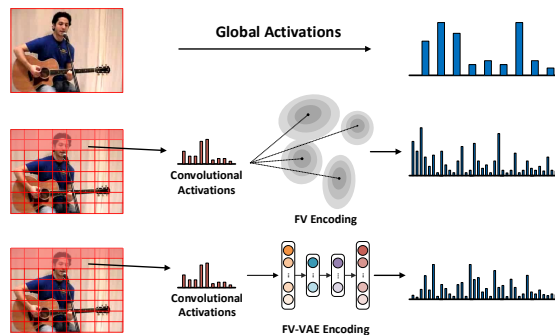 Global Activations
Convolutional
Activations
FV Encoding
Convolutional
Activations
FV-VAE Encoding